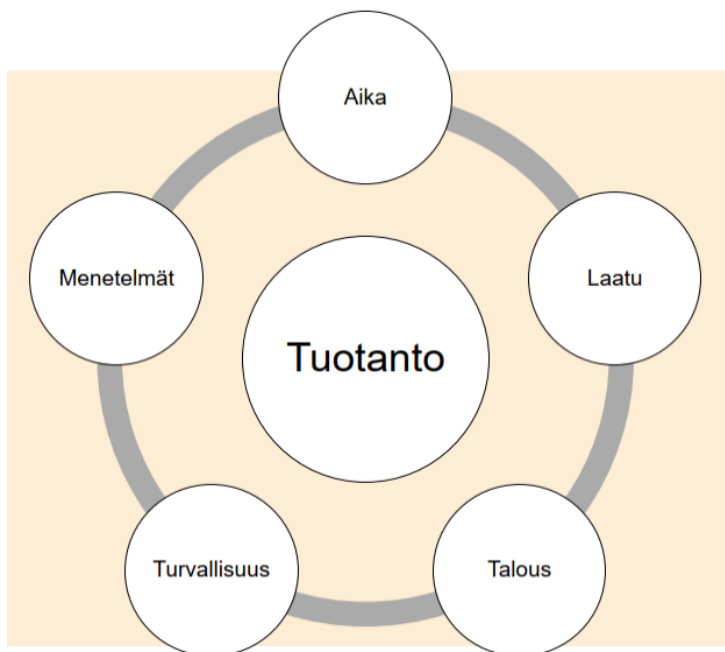 Aika
Menetelmät
Laatu
Tuotanto
Turvallisuus
Talous